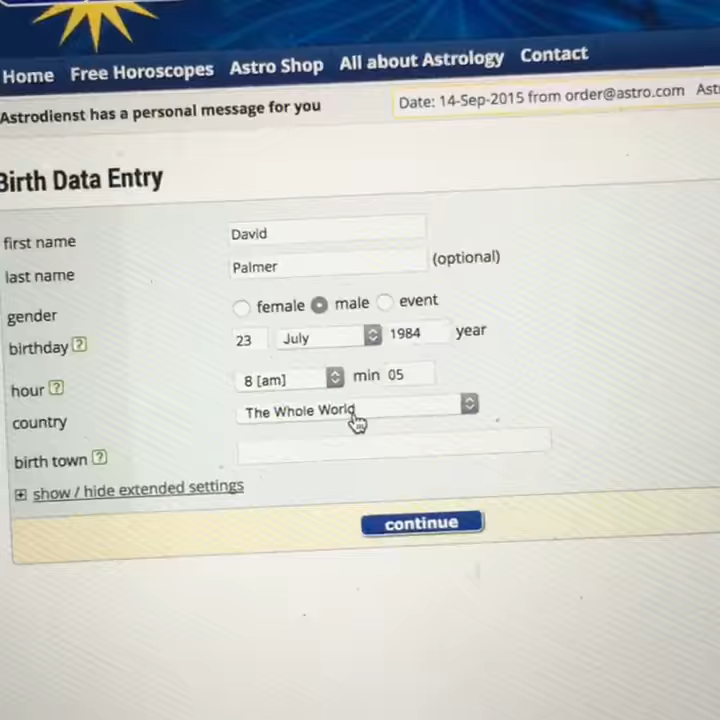 Home Free Horoscopes Astro Shop All about Astrology Contact
Astrodienst has a personal message for you
Date: 14-Sep-2015 from order@astro.com Ast
Birth Data Entry
first name David
last name Palmer (optional)
gender female male event
birthday ? 23 July 1984 year
hour ? 8 [am] min 05
country The Whole World
birth town ?
show / hide extended settings
continue